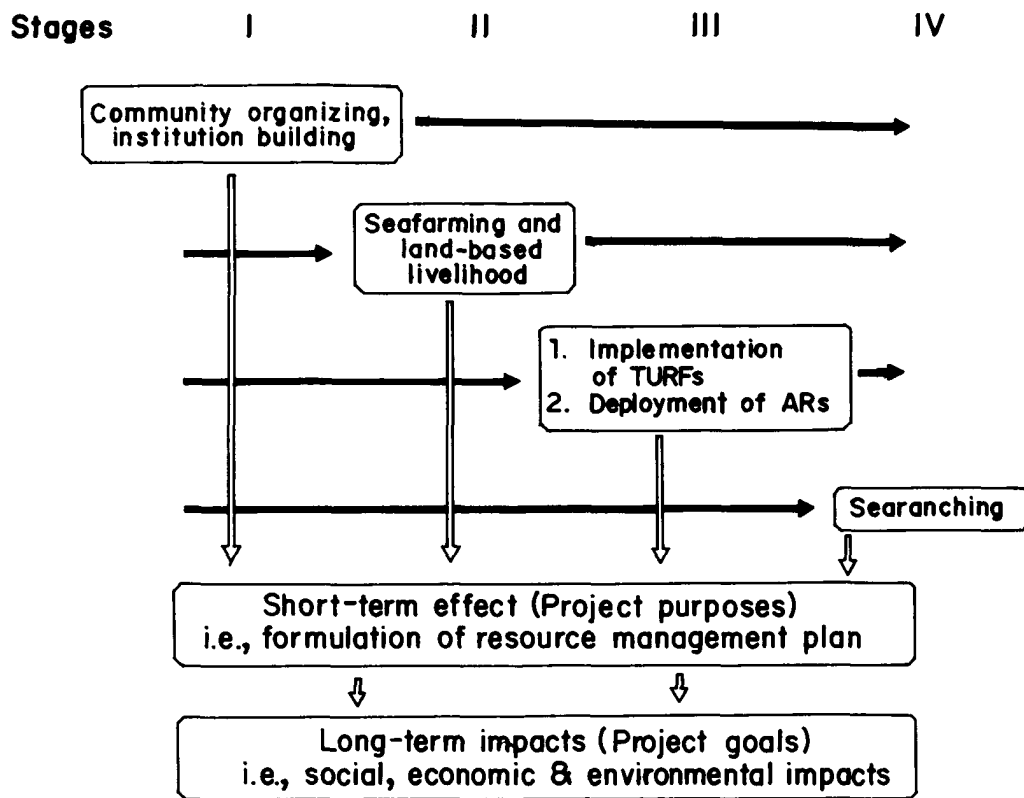 Stages I II III IV
Community organizing,
institution building
Seafarming and
land-based
livelihood
1. Implementation
of TURFs
2. Deployment of ARs
Searanching
Short-term effect (Project purposes)
i.e., formulation of resource management plan
Long-term impacts (Project goals)
i.e., social, economic & environmental impacts